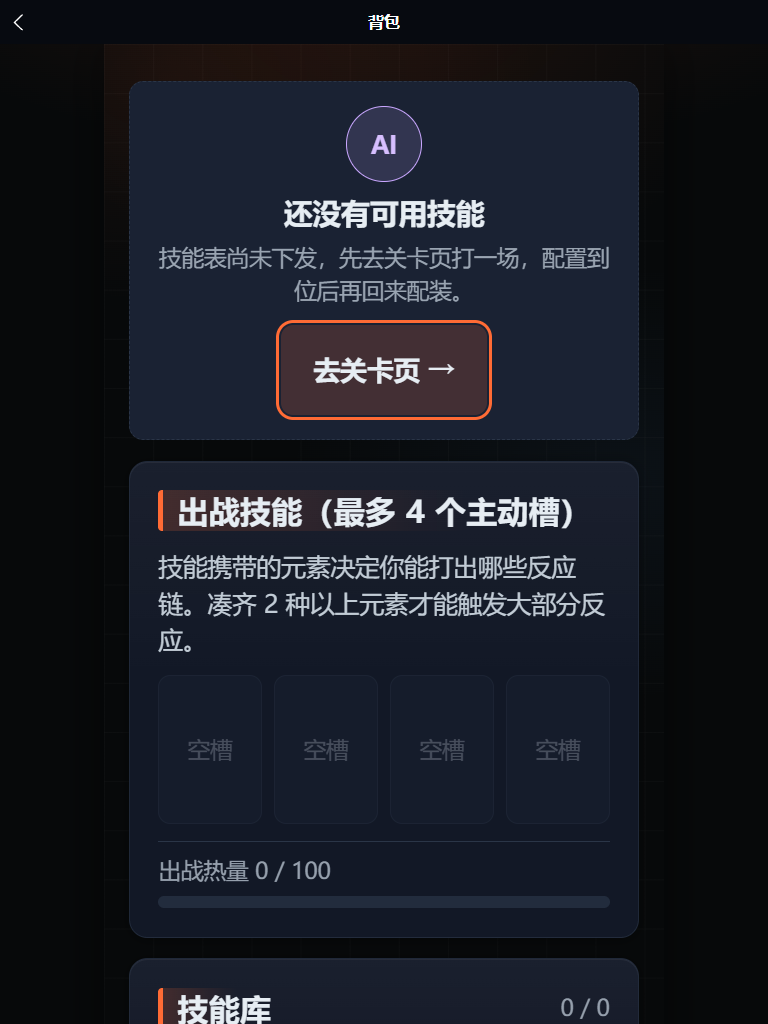 背包
AI
还没有可用技能
技能表尚未下发，先去关卡页打一场，配置到
位后再回来配装。
去关卡页 →
出战技能（最多 4 个主动槽）
技能携带的元素决定你能打出哪些反应
链。凑齐 2 种以上元素才能触发大部分反
应。
空槽 空槽 空槽 空槽
出战热量 0 / 100
技能库 0 / 0